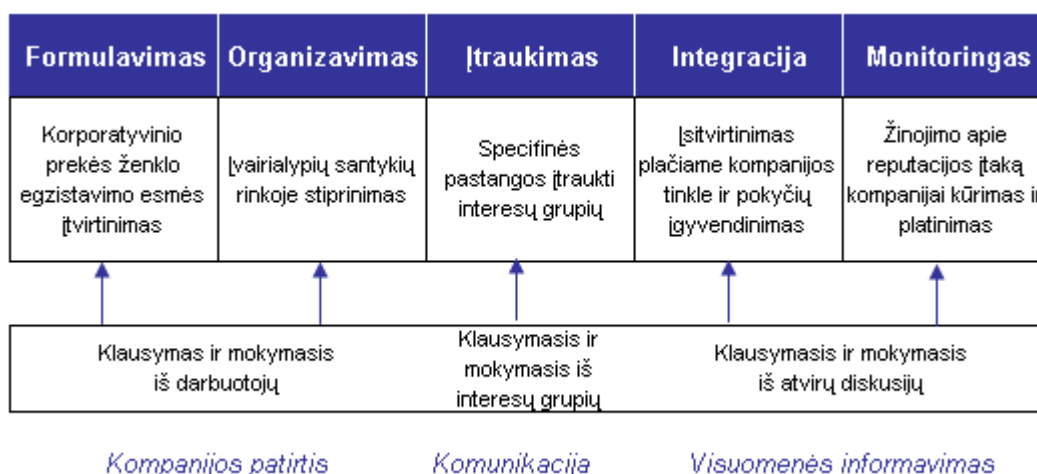 Formulavimas
Organizavimas
Įtraukimas
Integracija
Monitoringas
Korporatyvinio
prekės ženklo
egzistavimo esmės
įtvirtinimas
Įvairialypių santykių
rinkoje stiprinimas
Specifinės
pastangos įtraukti
interesų grupių
Įsitvirtinimas
plačiame kompanijos
tinkle ir pokyčių
įgyvendinimas
Žinojimo apie
reputacijos įtaką
kompanijai kūrimas ir
platinimas
Klausymas ir mokymasis
iš darbuotojų
Klausymasis ir
mokymasis iš
interesų grupių
Klausymasis ir mokymasis
iš atvirų diskusijų
Kompanijos patirtis
Komunikacija
Visuomenės informavimas